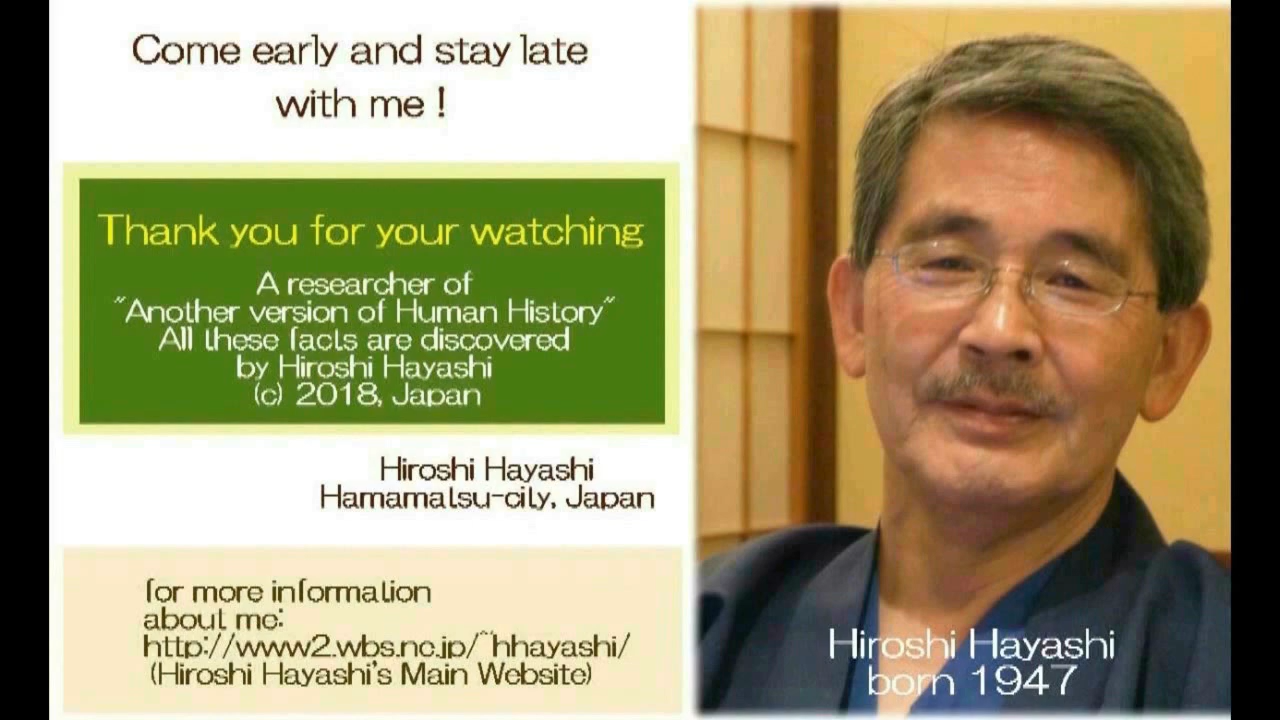 Come early and stay late
with me !
Thank you for your watching
A researcher of
"Another version of Human History"
All these facts are discovered
by Hiroshi Hayashi
(c) 2018, Japan
Hiroshi Hayashi
Hamamatsu-city, Japan
for more information
about me:
http://www2.wbs.ne.jp/~hhayashi/
(Hiroshi Hayashi's Main Website)
Hiroshi Hayashi
born 1947